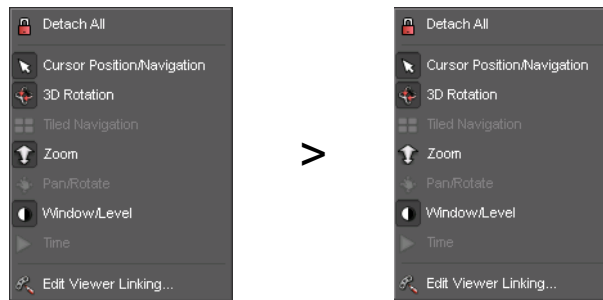 Detach All
Cursor Position/Navigation
3D Rotation
Tiled Navigation
Zoom
Pan/Rotate
Window/Level
Time
Edit Viewer Linking...
>
Detach All
Cursor Position/Navigation
3D Rotation
Tiled Navigation
Zoom
Pan/Rotate
Window/Level
Time
Edit Viewer Linking...